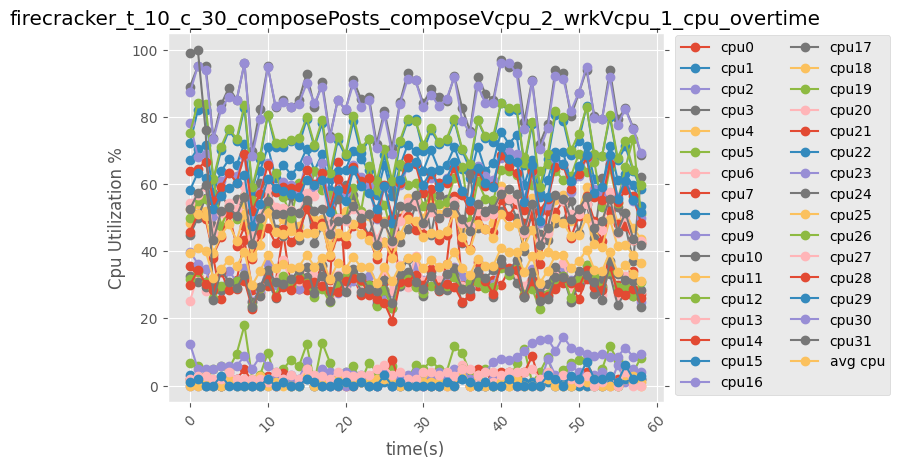 firecracker_t_10_c_30_composePosts_composeVcpu_2_wrkVcpu_1_cpu_overtime
Cpu Utilization %
100
80
60
40
20
0
0
10
20
30
40
50
60
time(s)
cpu0
cpu1
cpu2
cpu3
cpu4
cpu5
cpu6
cpu7
cpu8
cpu9
cpu10
cpu11
cpu12
cpu13
cpu14
cpu15
cpu16
cpu17
cpu18
cpu19
cpu20
cpu21
cpu22
cpu23
cpu24
cpu25
cpu26
cpu27
cpu28
cpu29
cpu30
cpu31
avg cpu